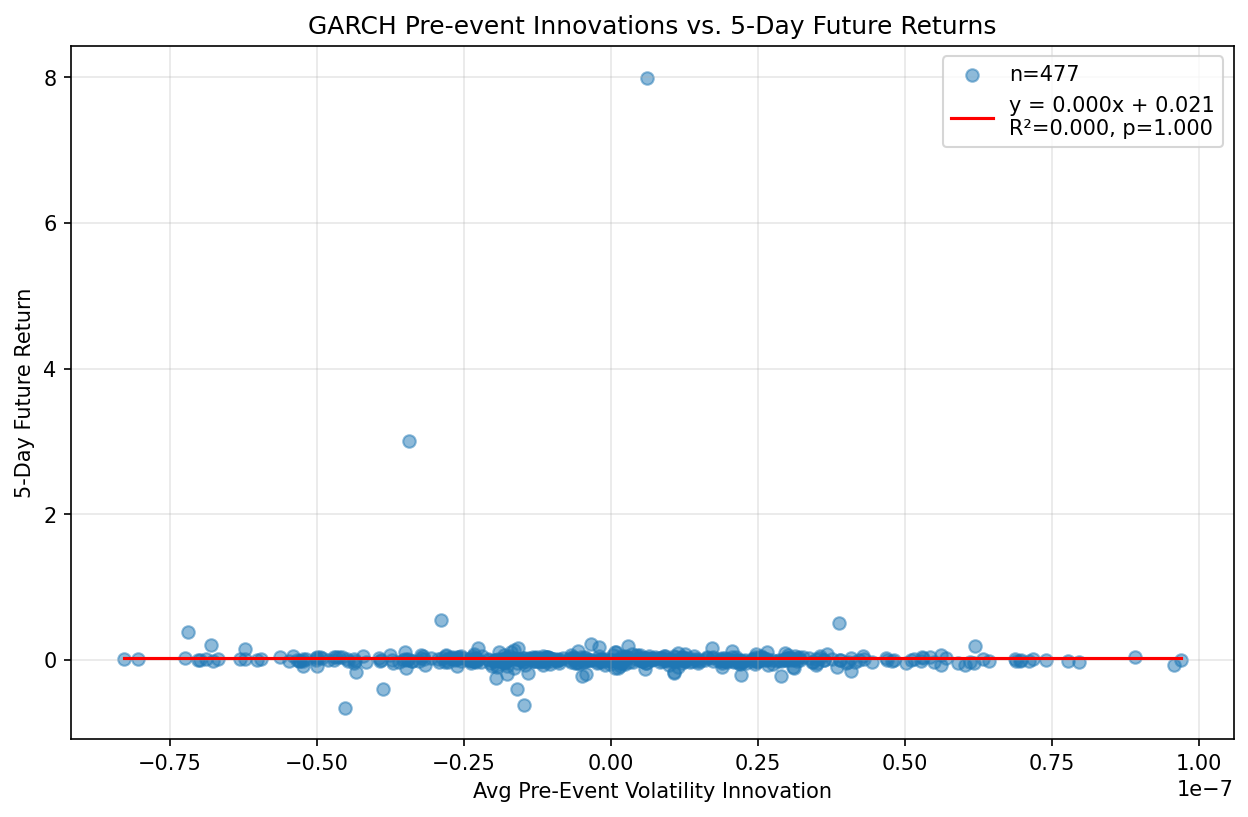 GARCH Pre-event Innovations vs. 5-Day Future Returns
n=477
y = 0.000x + 0.021
R²=0.000, p=1.000
5-Day Future Return
8
6
4
2
0
−0.75 −0.50 −0.25 0.00 0.25 0.50 0.75 1.00
1e−7
Avg Pre-Event Volatility Innovation